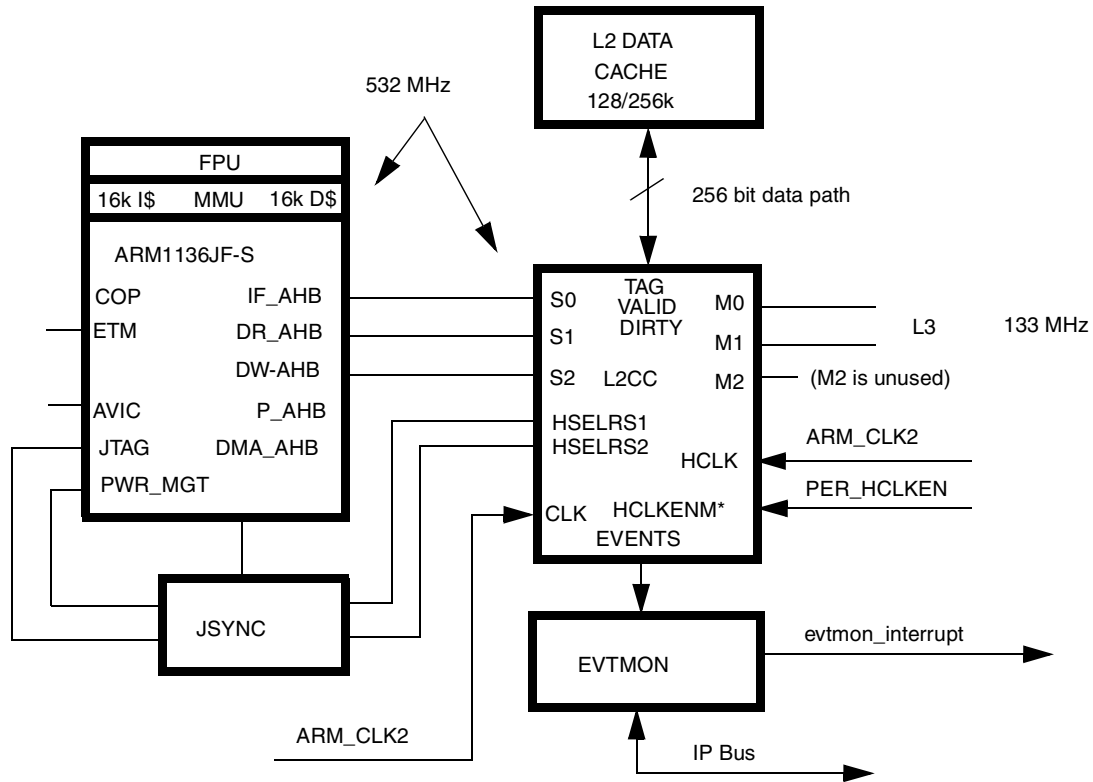 L2 DATA
CACHE
128/256k
532 MHz
256 bit data path
FPU
16k I$ MMU 16k D$
ARM1136JF-S
COP
ETM
AVIC
JTAG
PWR_MGT
IF_AHB
DR_AHB
DW-AHB
P_AHB
DMA_AHB
TAG
VALID
DIRTY
S0
S1
S2
L2CC
HSELRS1
HSELRS2
CLK
M0
M1
M2
HCLK
HCLKENM*
EVENTS
L3
133 MHz
(M2 is unused)
ARM_CLK2
PER_HCLKEN
JSYNC
EVTMON
evtmon_interrupt
ARM_CLK2
IP Bus